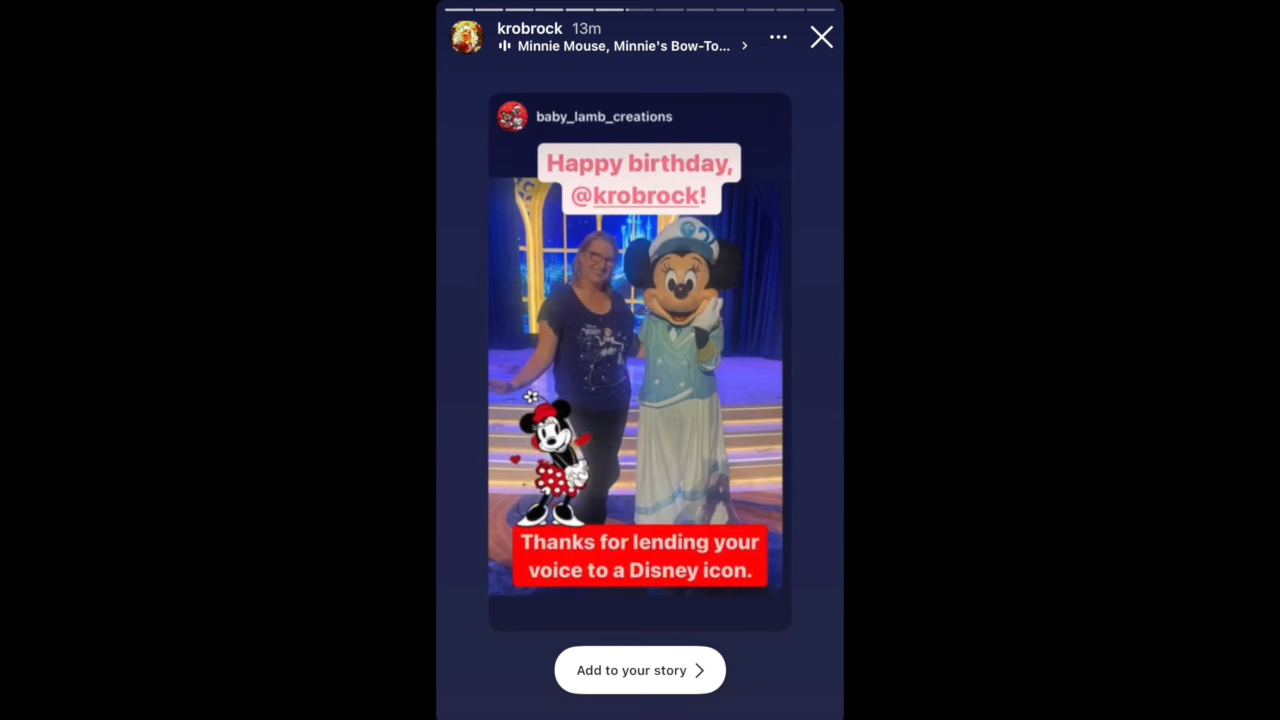 krobrock 13m
Minnie Mouse, Minnie's Bow-To...
baby_lamb_creations
Happy birthday,
@krobrock!
Thanks for lending your
voice to a Disney icon.
Add to your story